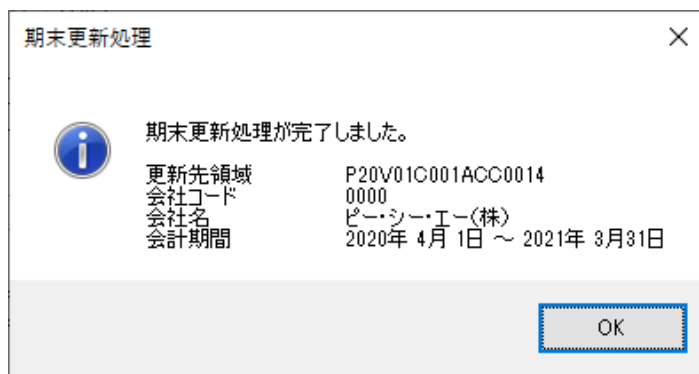 期末更新処理
期末更新処理が完了しました。
更新先領域 P20V01C001ACC0014
会社コード 0000
会社名 ピー・シー・エー(株)
会計期間 2020年 4月 1日 ～ 2021年 3月31日
OK